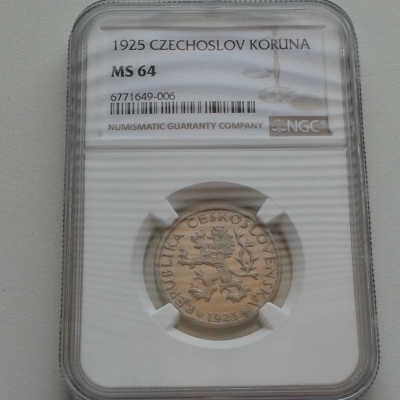 1925 CZECHOSLOV KORUNA
MS 64
6771649-006
NUMISMATIC GUARANTY COMPANY NGC
REPUBLIKA ČESKOSLOVENSKÁ
1925